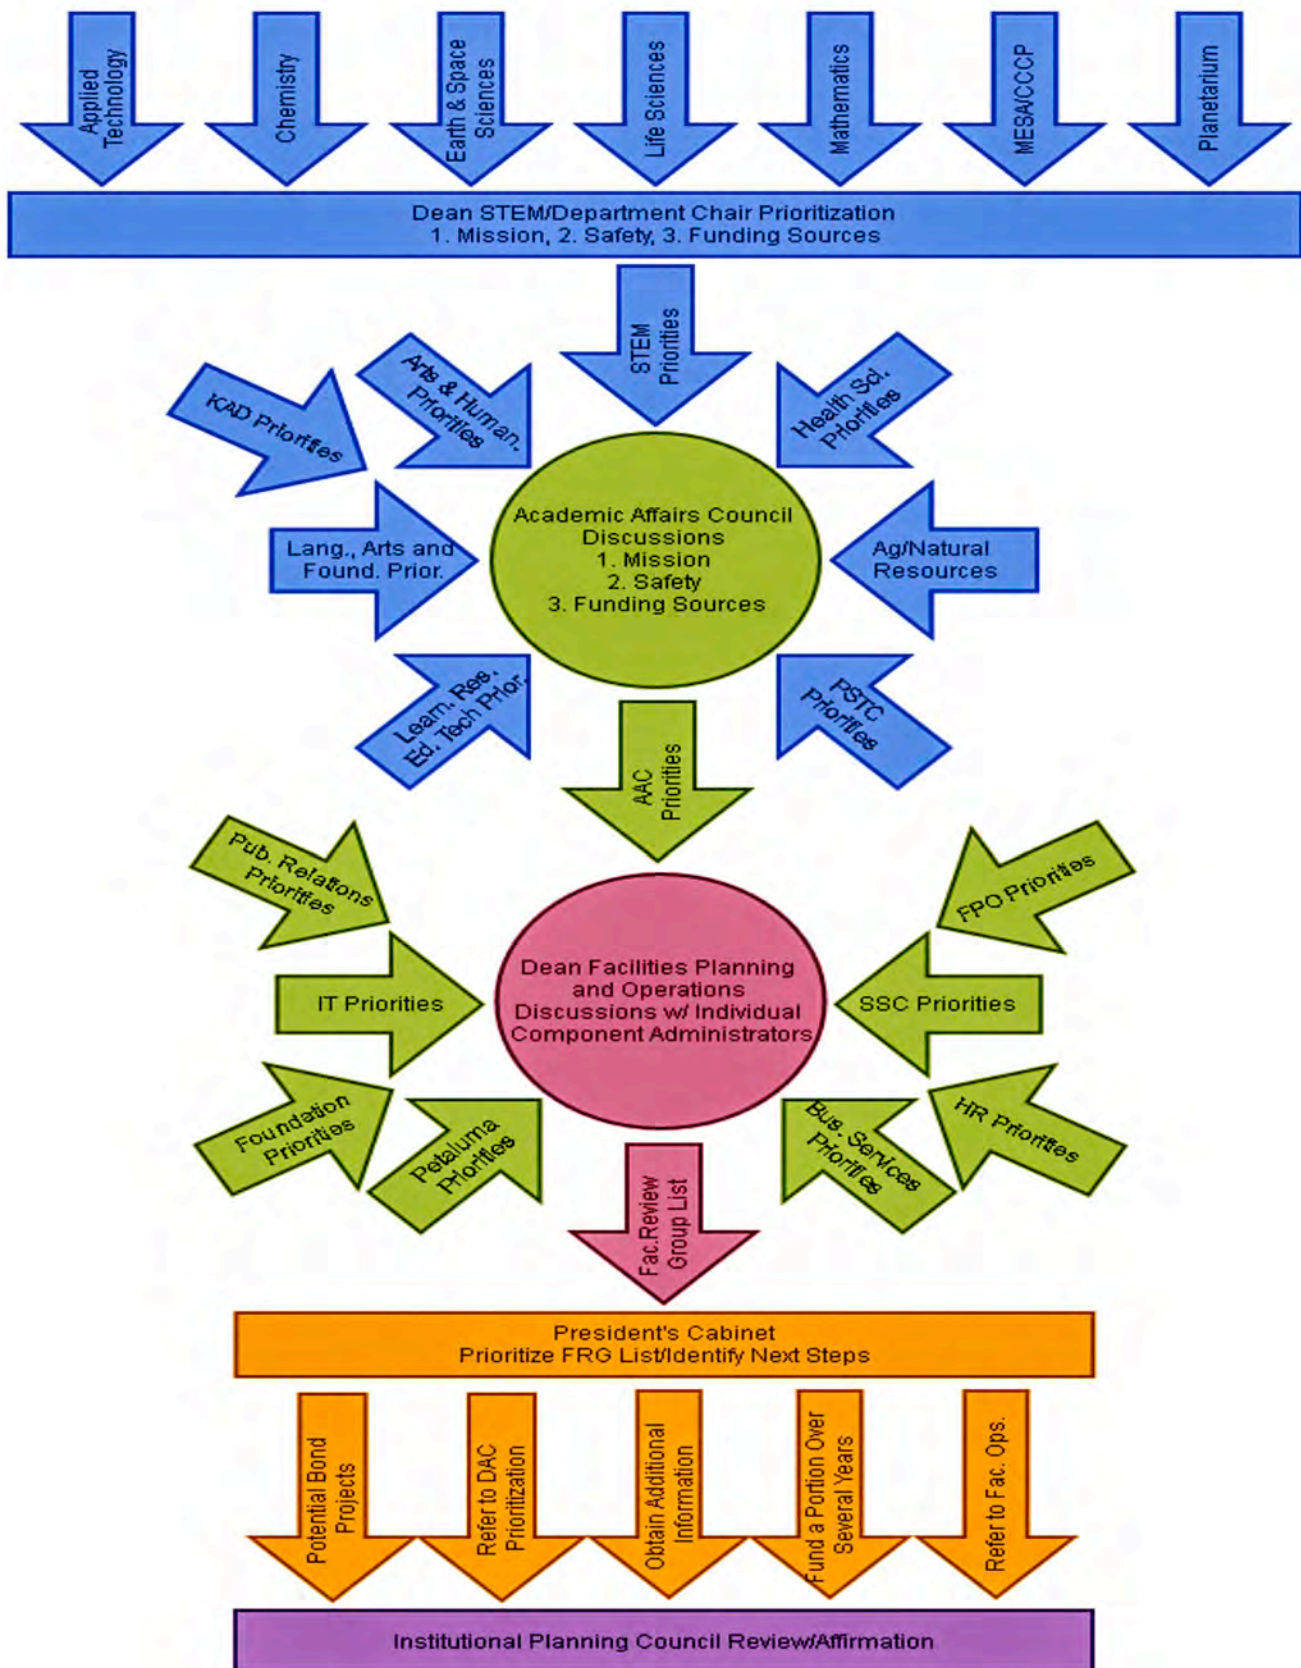 Applied
Technology
Chemistry
Earth & Space
Sciences
Life Sciences
Mathematics
MESA/CCCP
Planetarium
Dean STEM/Department Chair Prioritization
1. Mission, 2. Safety, 3. Funding Sources
STEM
Priorities
KAD Priorities
Arts & Human.
Priorities
Health Sci.
Priorities
Lang., Arts and
Found. Prior.
Academic Affairs Council
Discussions
1. Mission
2. Safety
3. Funding Sources
Ag/Natural
Resources
Learn. Res.
Ed. Tech Prior.
PSTC
Priorities
AAC
Priorities
Pub. Relations
Priorities
FPO Priorities
IT Priorities
Dean Facilities Planning
and Operations
Discussions w/ Individual
Component Administrators
SSC Priorities
Foundation
Priorities
Petaluma
Priorities
Bus. Services
Priorities
HR Priorities
Fac.Review
Group List
President's Cabinet
Prioritize FRG List/Identify Next Steps
Potential Bond
Projects
Refer to DAC
Prioritization
Obtain Additional
Information
Fund a Portion Over
Several Years
Refer to Fac. Ops.
Institutional Planning Council Review/Affirmation